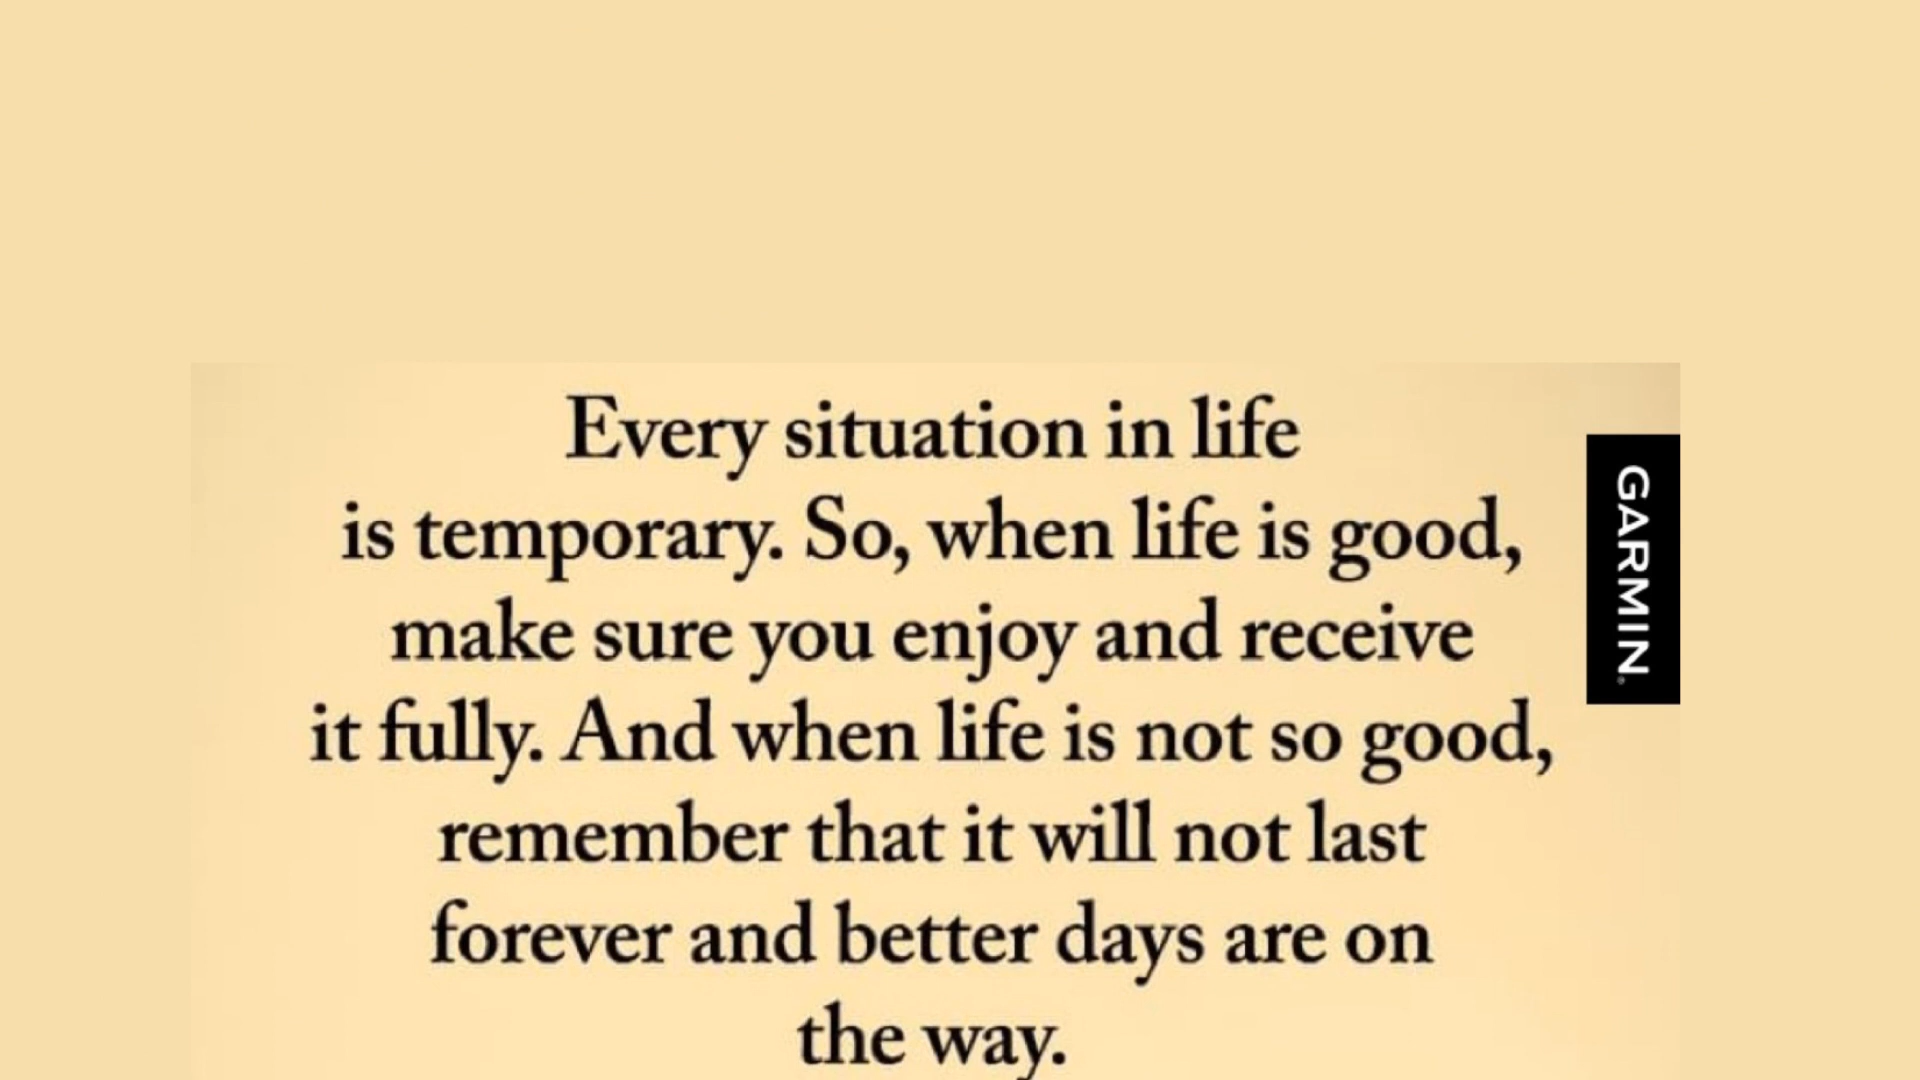 Every situation in life
is temporary. So, when life is good,
make sure you enjoy and receive
it fully. And when life is not so good,
remember that it will not last
forever and better days are on
the way.
GARMIN®